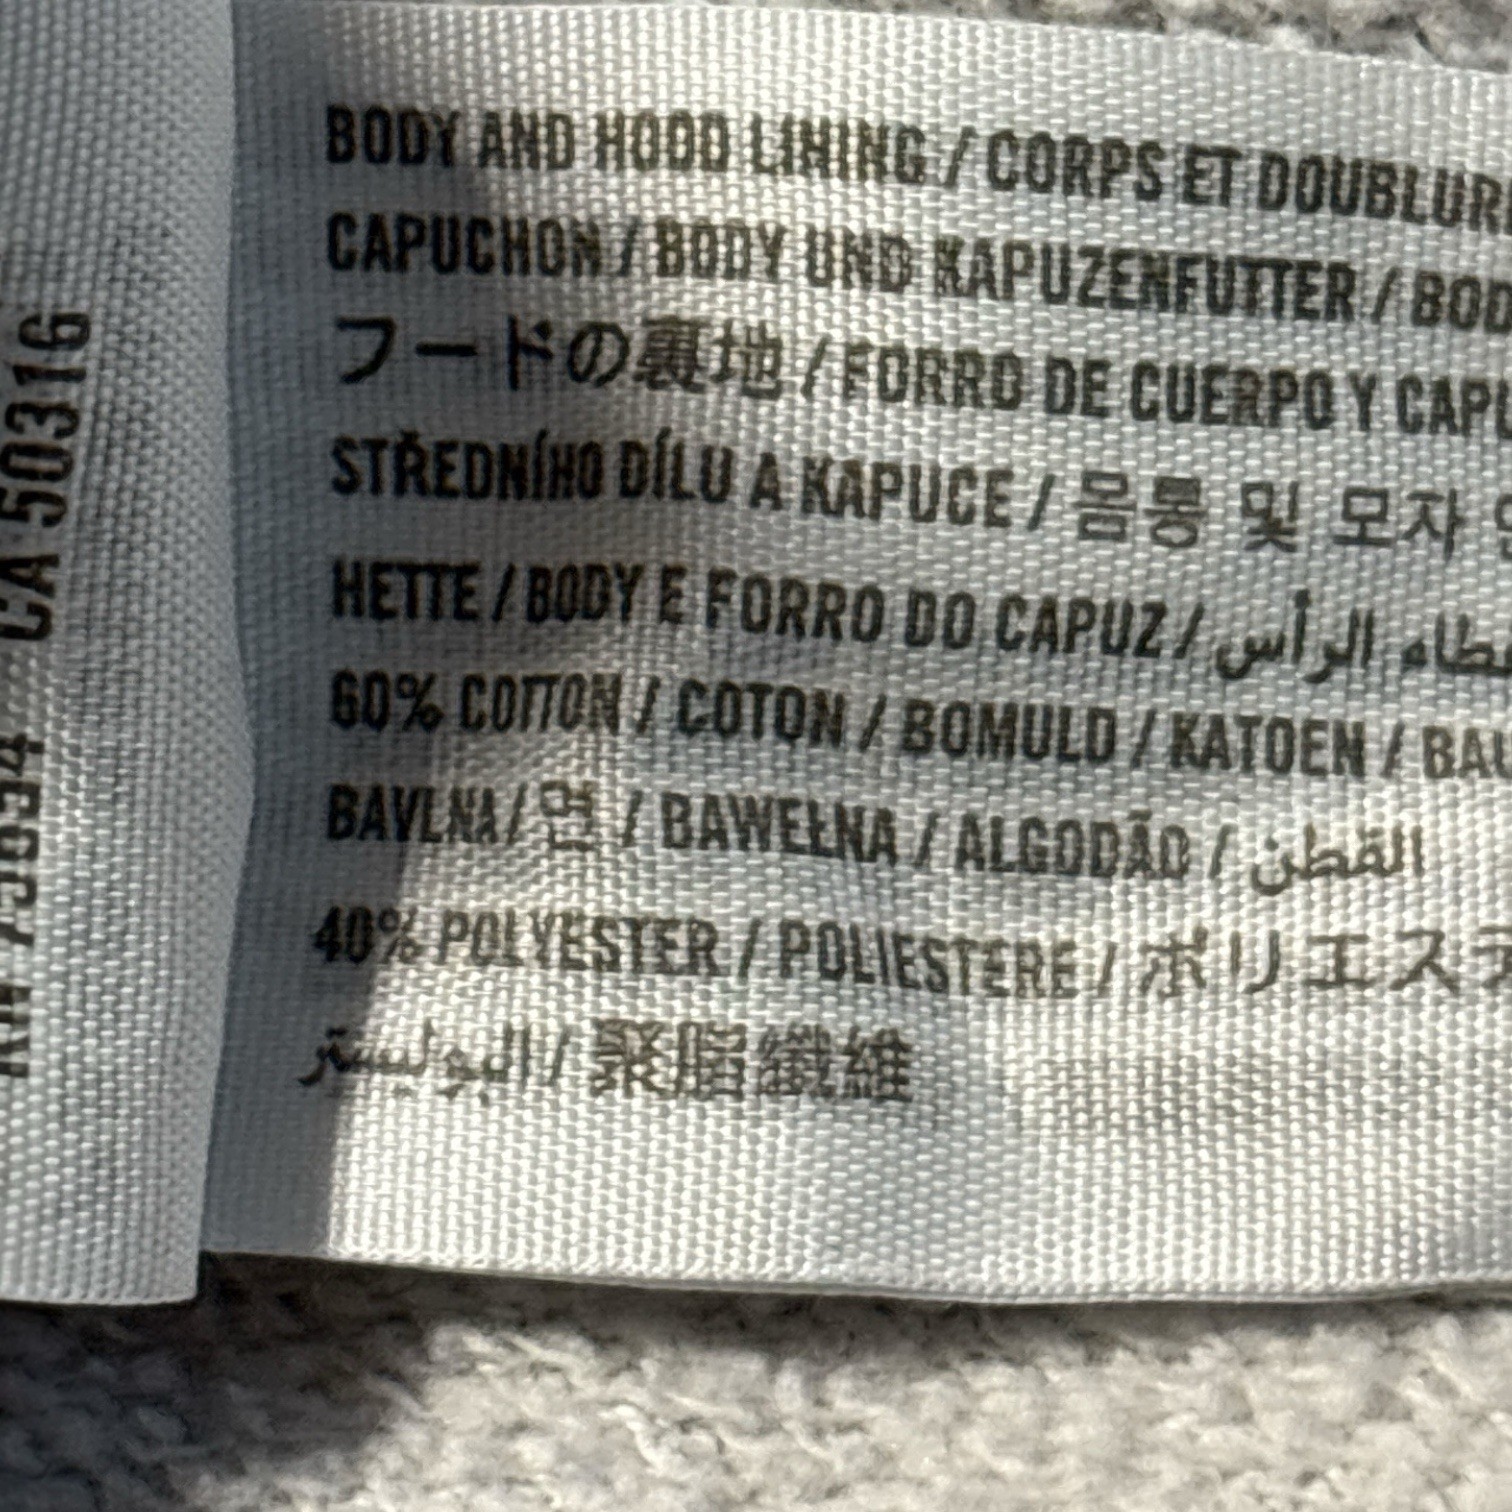 BODY AND HOOD LINING / CORPS ET DOUBLUR
CAPUCHON / BODY UND KAPUZENFUTTER / BOD
フードの裏地 / FORRO DE CUERPO Y CAPU
STŘEDNÍHO DÍLU A KAPUCE / 몸통 및 모자
HETTE / BODY E FORRO DO CAPUZ / الرأس
60% COTTON / COTON / BOMULD / KATOEN / BAU
BAVLNA / 면 / BAWEŁNA / ALGODÃO / القطن
40% POLYESTER / POLIESTERE / ポリエステ
البوليستر / 聚脂纖維
CA 50316